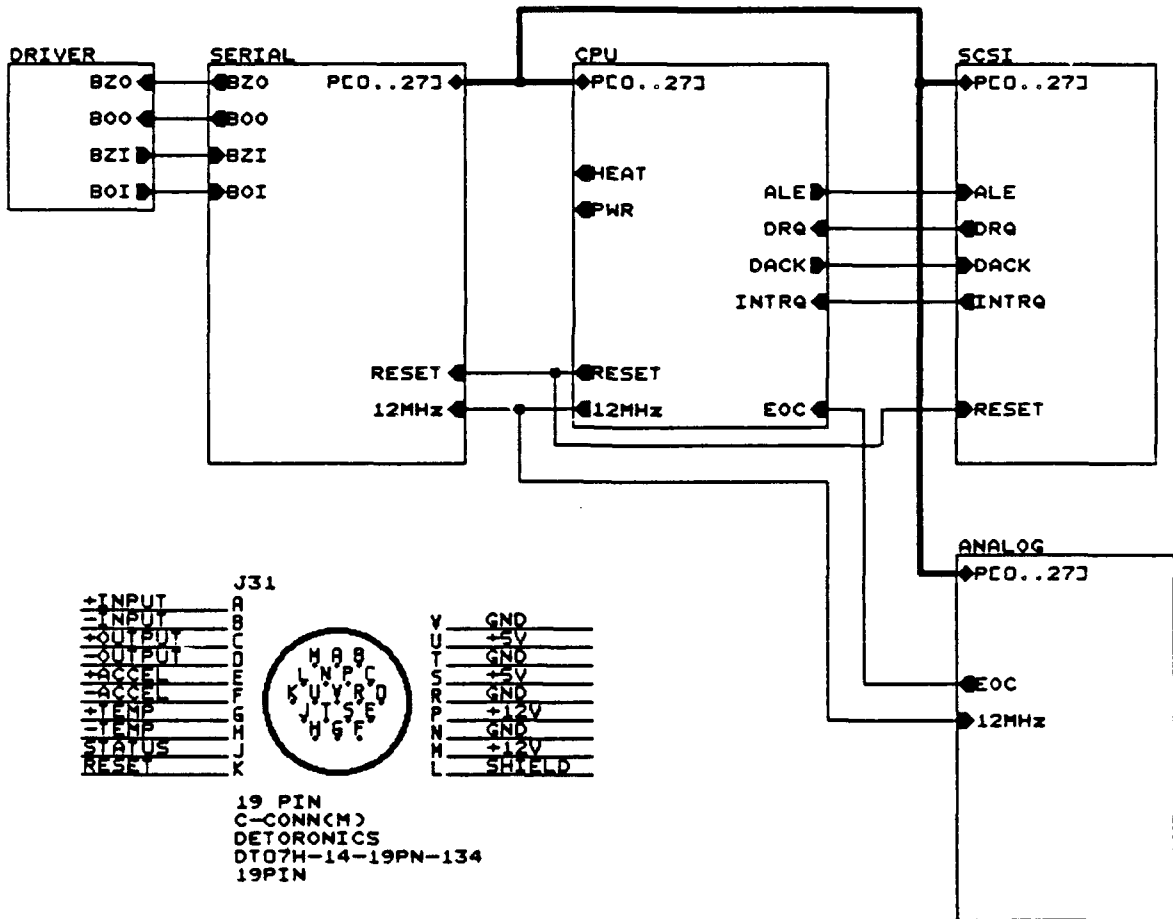 DRIVER
BZO
BOO
BZI
BOI
SERIAL
BZO
BOO
BZI
BOI
P[0..27]
RESET
12MHz
CPU
P[0..27]
HEAT
PWR
RESET
12MHz
ALE
DRQ
DACK
INTRQ
EOC
SCSI
P[0..27]
ALE
DRQ
DACK
INTRQ
RESET
ANALOG
P[0..27]
EOC
12MHz
J31
+INPUT A
-INPUT B
+OUTPUT C
-OUTPUT D
+ACCEL E
-ACCEL F
+TEMP G
-TEMP H
STATUS J
RESET K
M A B
L N P C
K U V R D
J T S E
H G F
V GND
U +5V
T GND
S +5V
R GND
P +12V
N GND
M +12V
L SHIELD
19 PIN
C-CONN(M)
DETORONICS
DT07H-14-19PN-134
19PIN